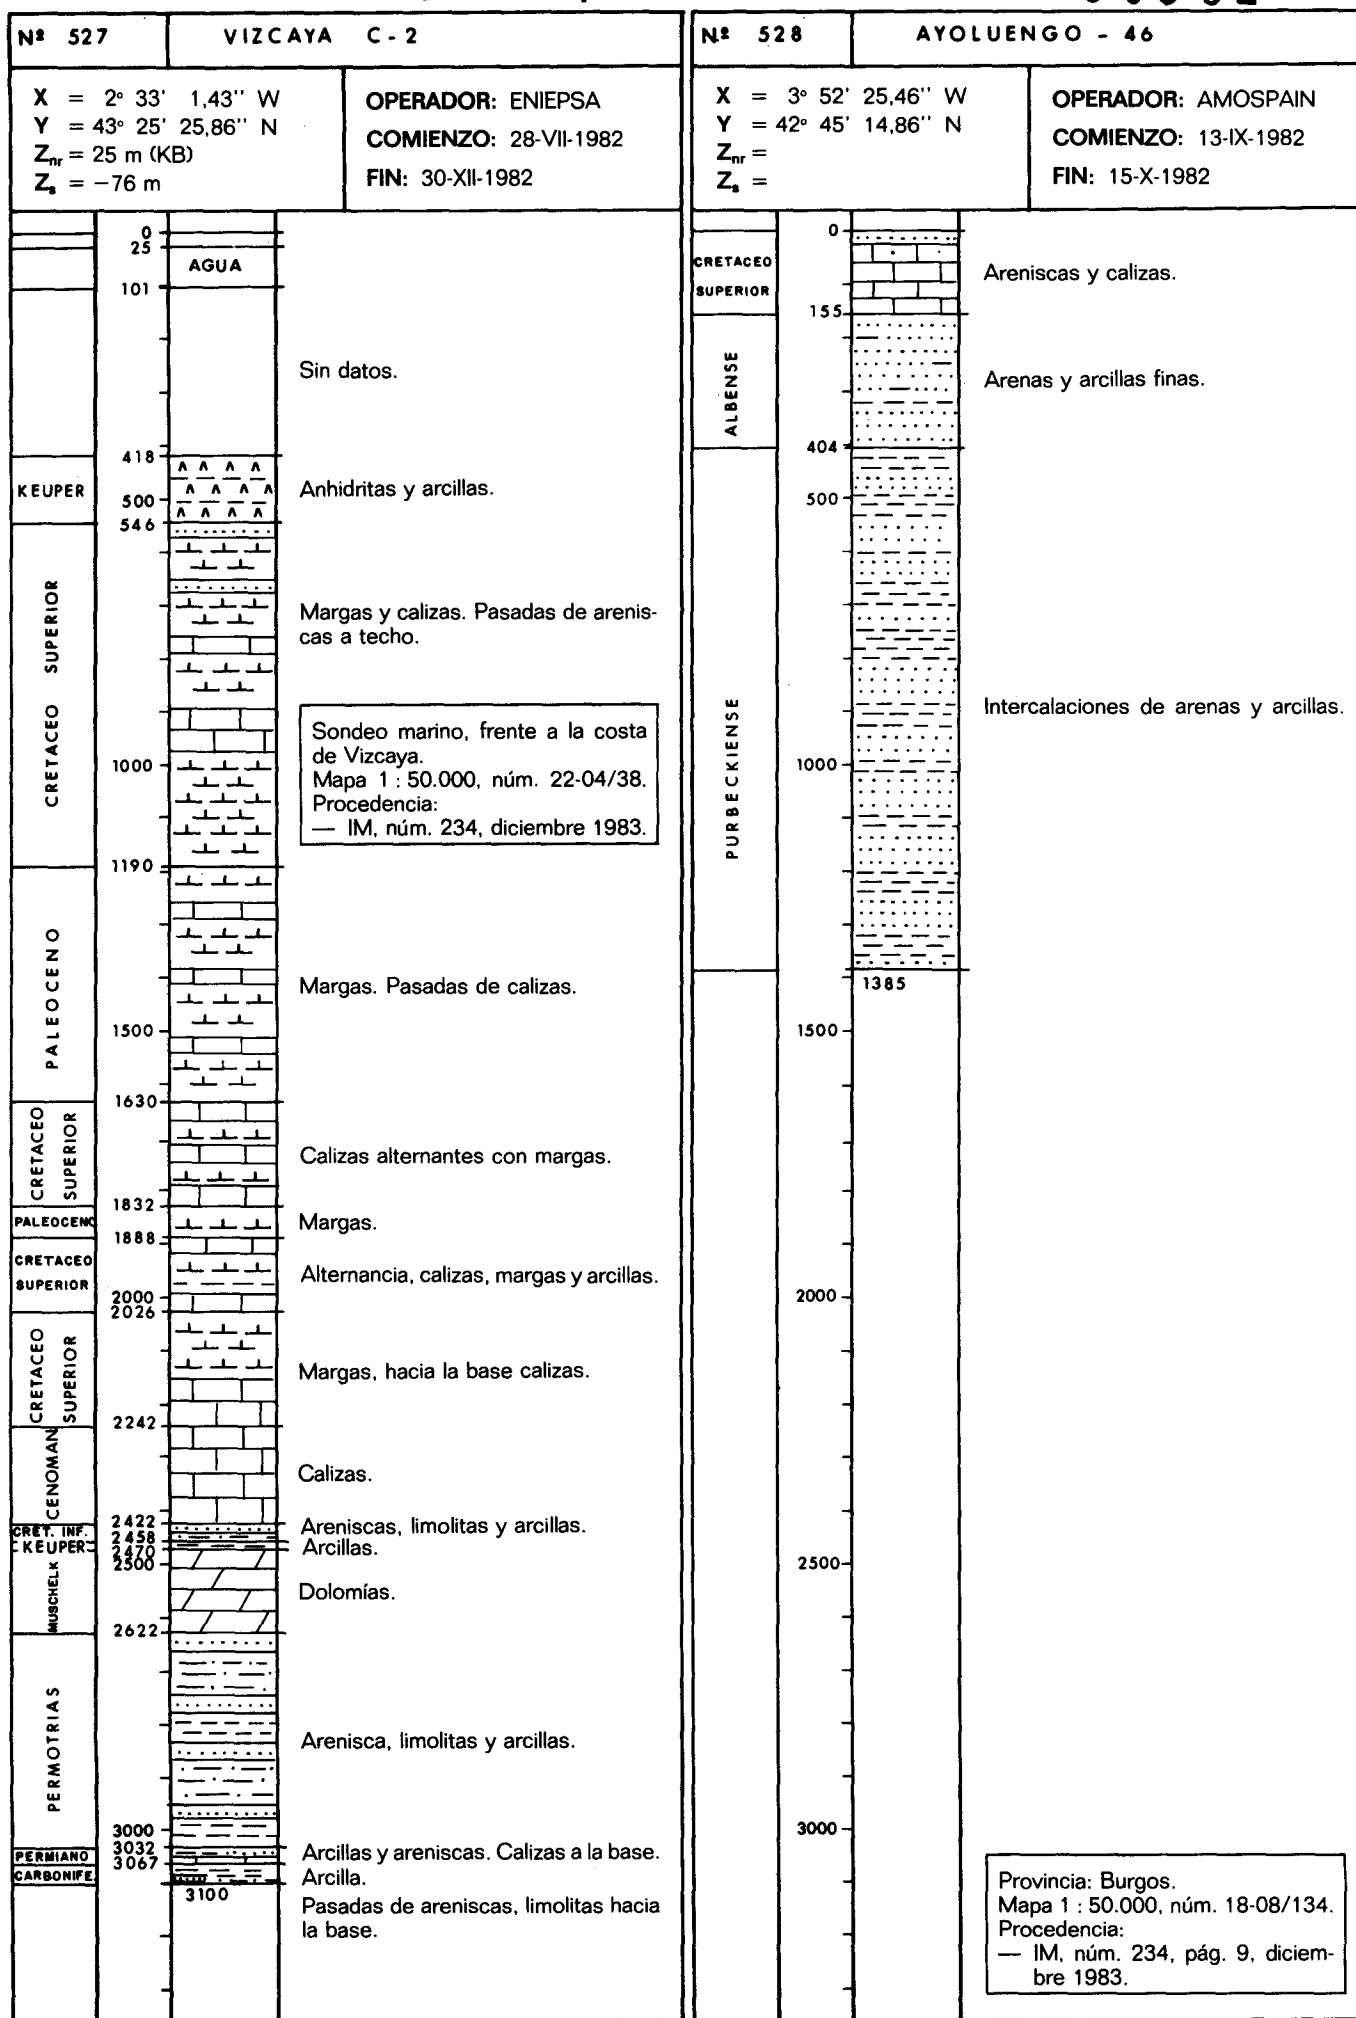 Nº 527
VIZCAYA C-2
X = 2° 33' 1,43'' W
Y = 43° 25' 25,86'' N
Znr = 25 m (KB)
Zs = −76 m
OPERADOR: ENIEPSA
COMIENZO: 28-VII-1982
FIN: 30-XII-1982
0
25
AGUA
101
Sin datos.
418
KEUPER
Anhidritas y arcillas.
500
546
CRETACEO SUPERIOR
Margas y calizas. Pasadas de arenis-
cas a techo.
Sondeo marino, frente a la costa
de Vizcaya.
Mapa 1 : 50.000, núm. 22-04/38.
Procedencia:
— IM, núm. 234, diciembre 1983.
1000
1190
PALEOCENO
Margas. Pasadas de calizas.
1500
1630
CRETACEO
SUPERIOR
Calizas alternantes con margas.
1832
PALEOCENO
Margas.
1888
CRETACEO
SUPERIOR
Alternancia, calizas, margas y arcillas.
2000
2026
CRETACEO
SUPERIOR
Margas, hacia la base calizas.
2242
CENOMAN
Calizas.
2422
CRET. INF.
Areniscas, limolitas y arcillas.
2458
KEUPER
Arcillas.
2470
2500
MUSCHELK
Dolomías.
2622
PERMOTRIAS
Arenisca, limolitas y arcillas.
3000
3032
PERMIANO
Arcillas y areniscas. Calizas a la base.
3067
CARBONIFE.
Arcilla.
3100
Pasadas de areniscas, limolitas hacia
la base.
Nº 528
AYOLUENGO - 46
X = 3° 52' 25,46'' W
Y = 42° 45' 14,86'' N
Znr =
Zs =
OPERADOR: AMOSPAIN
COMIENZO: 13-IX-1982
FIN: 15-X-1982
0
CRETACEO
SUPERIOR
Areniscas y calizas.
155
ALBENSE
Arenas y arcillas finas.
404
500
PURBECKIENSE
Intercalaciones de arenas y arcillas.
1000
1385
1500
2000
2500
3000
Provincia: Burgos.
Mapa 1 : 50.000, núm. 18-08/134.
Procedencia:
— IM, núm. 234, pág. 9, diciem-
bre 1983.